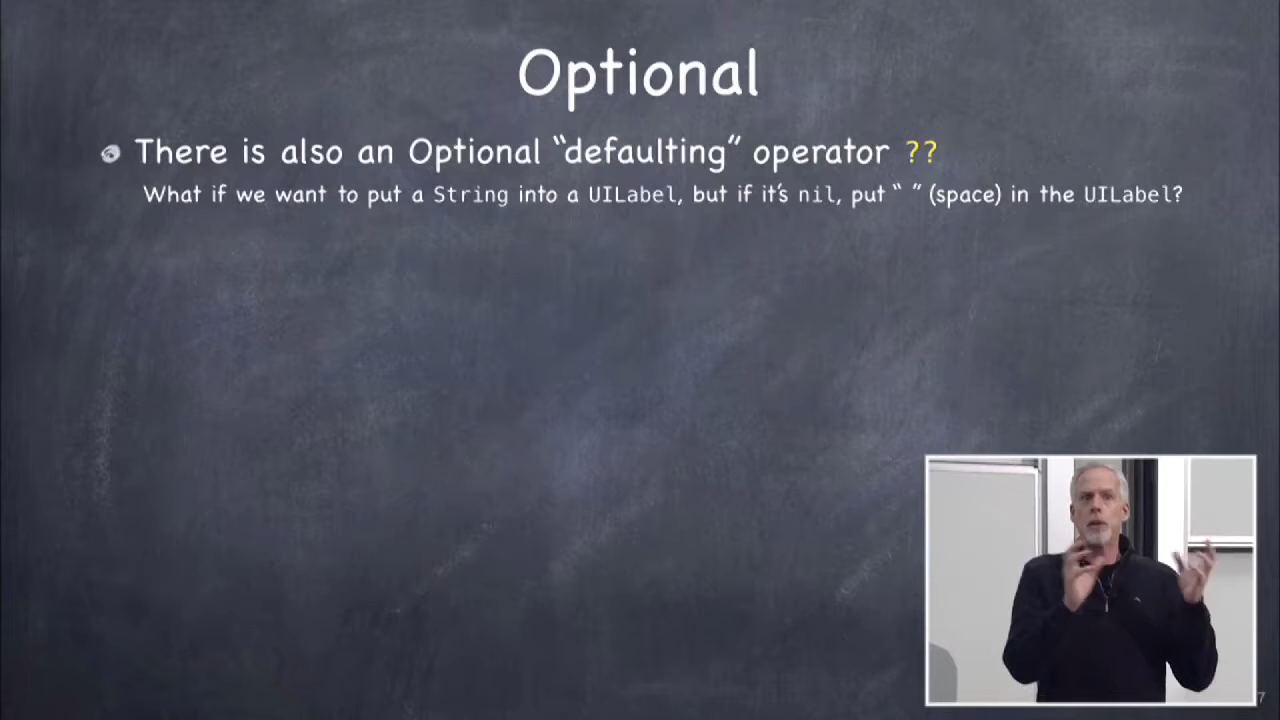 Optional
There is also an Optional “defaulting” operator ??
What if we want to put a String into a UILabel, but if it’s nil, put “ ” (space) in the UILabel?
7